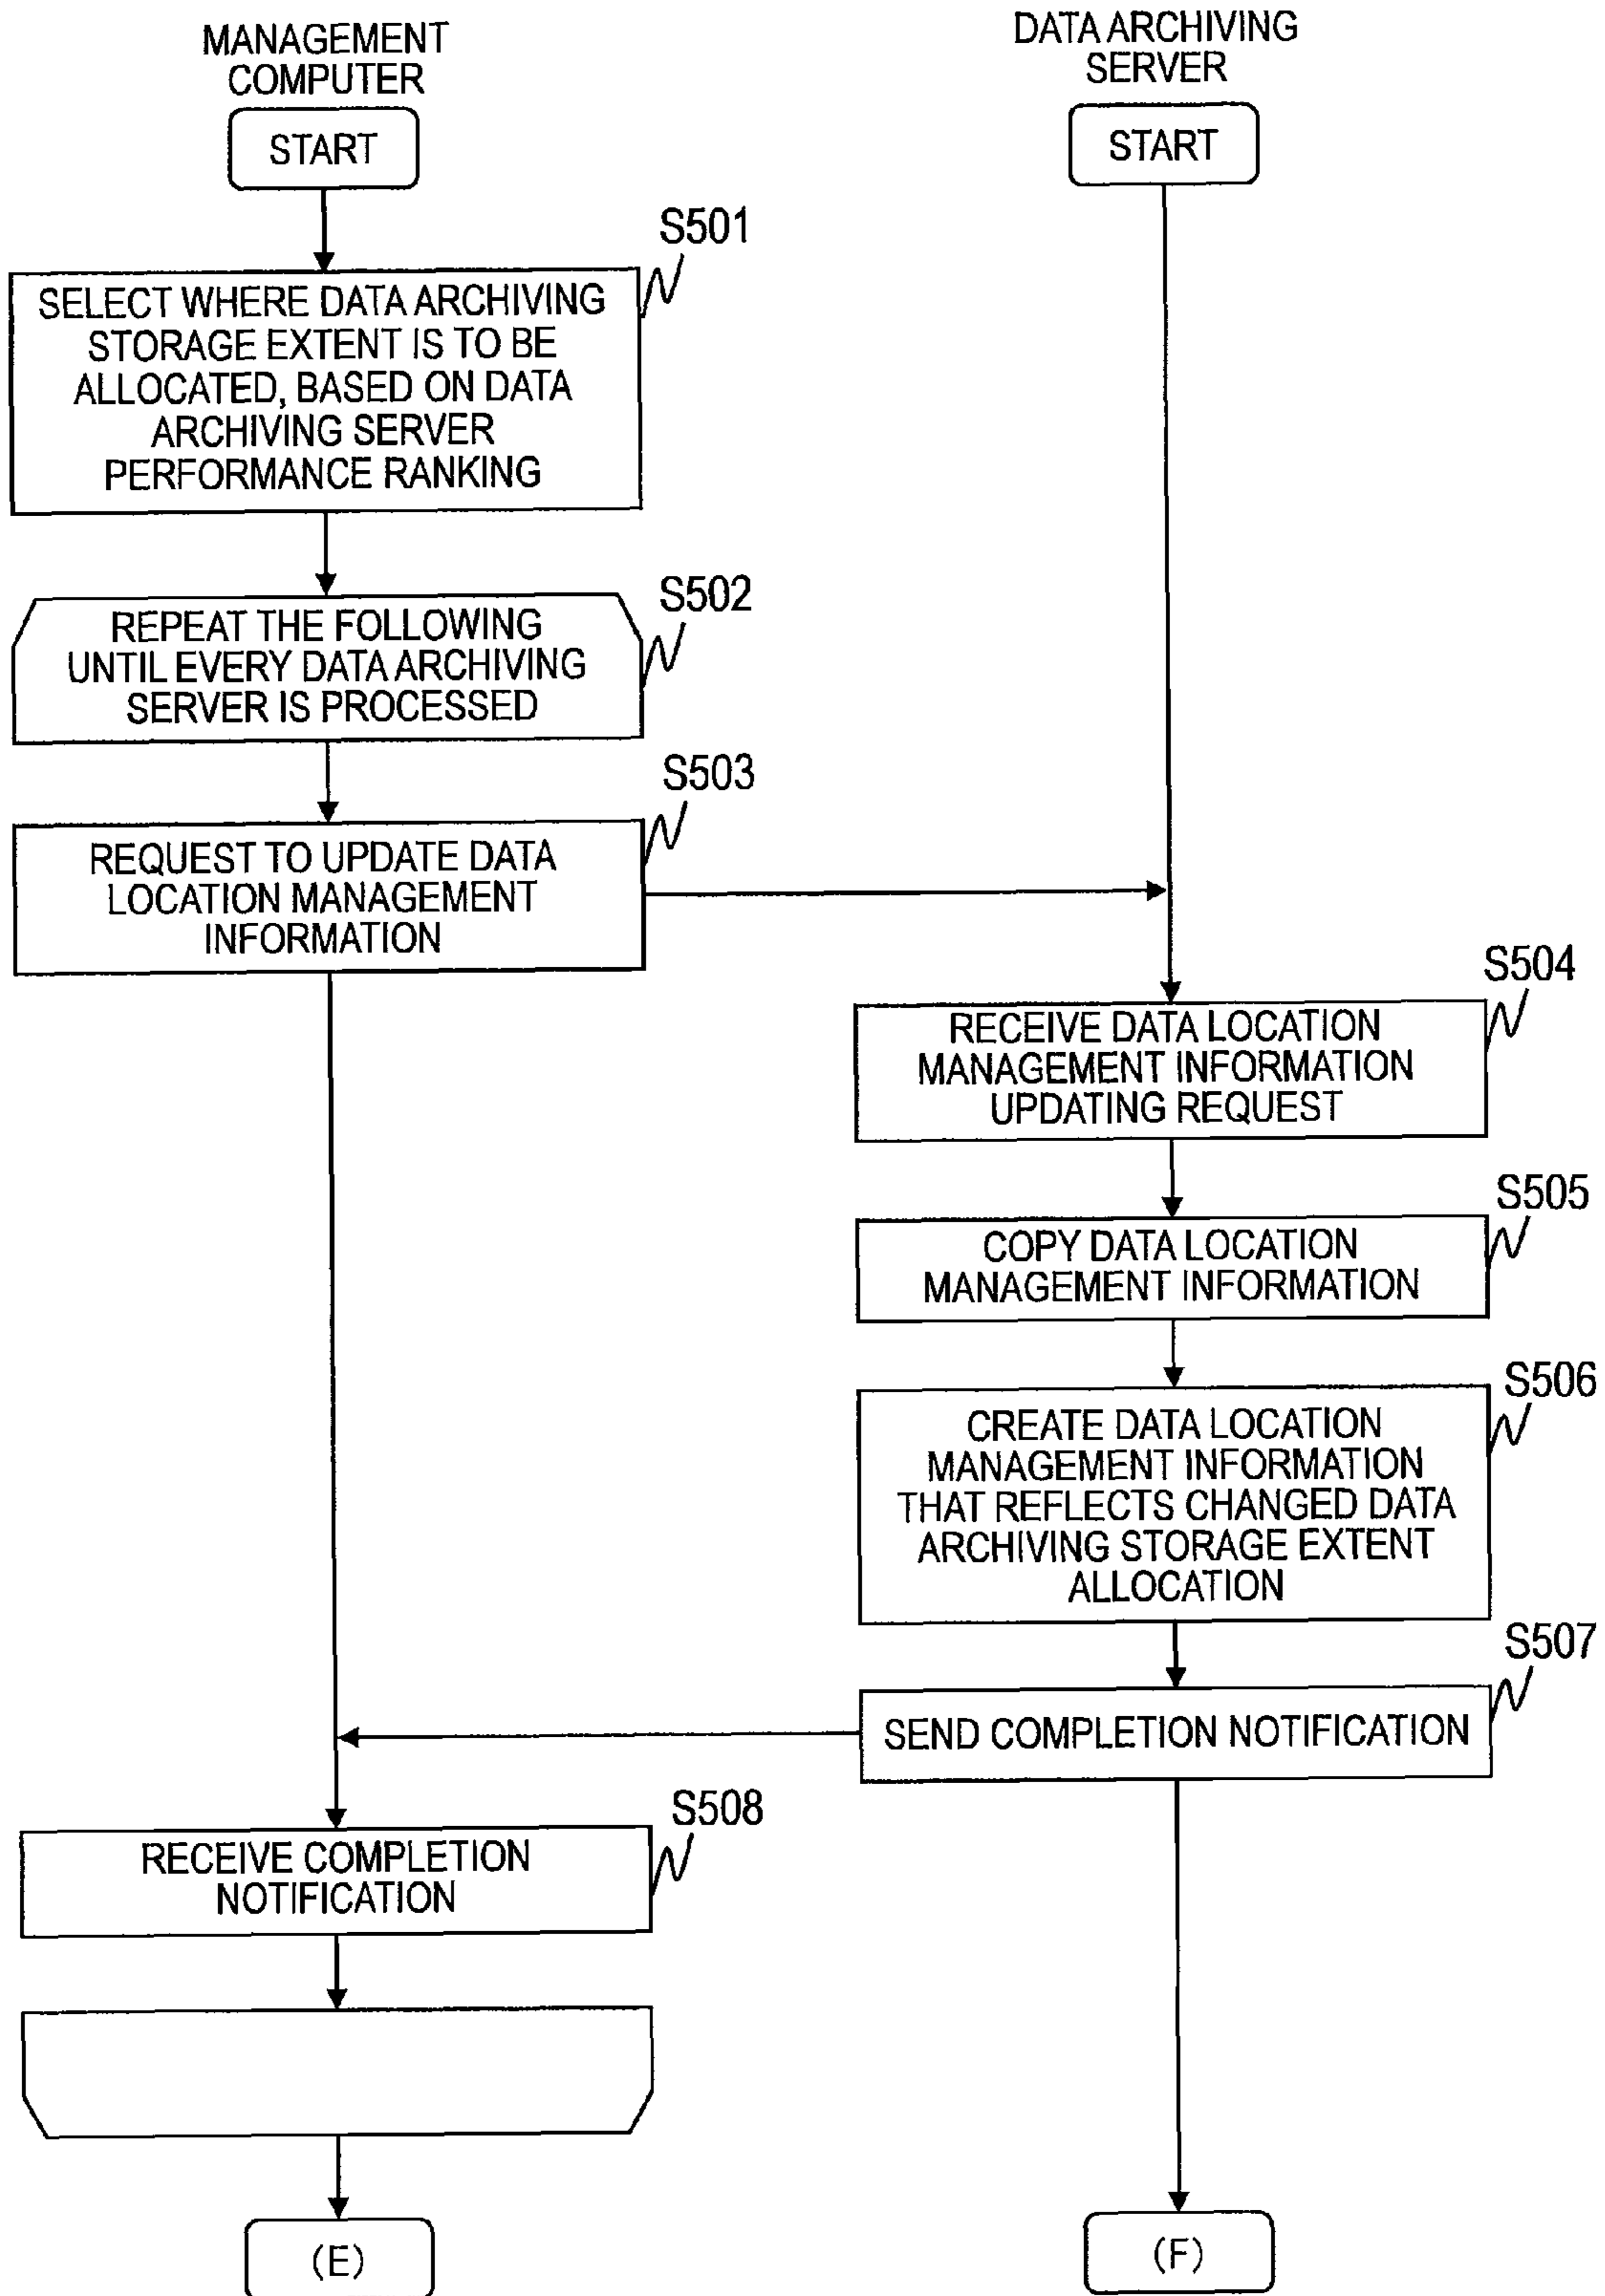 MANAGEMENT
COMPUTER
START
S501
SELECT WHERE DATA ARCHIVING
STORAGE EXTENT IS TO BE
ALLOCATED, BASED ON DATA
ARCHIVING SERVER
PERFORMANCE RANKING
S502
REPEAT THE FOLLOWING
UNTIL EVERY DATA ARCHIVING
SERVER IS PROCESSED
S503
REQUEST TO UPDATE DATA
LOCATION MANAGEMENT
INFORMATION
DATA ARCHIVING
SERVER
START
S504
RECEIVE DATA LOCATION
MANAGEMENT INFORMATION
UPDATING REQUEST
S505
COPY DATA LOCATION
MANAGEMENT INFORMATION
S506
CREATE DATA LOCATION
MANAGEMENT INFORMATION
THAT REFLECTS CHANGED DATA
ARCHIVING STORAGE EXTENT
ALLOCATION
S507
SEND COMPLETION NOTIFICATION
S508
RECEIVE COMPLETION
NOTIFICATION
(E)
(F)